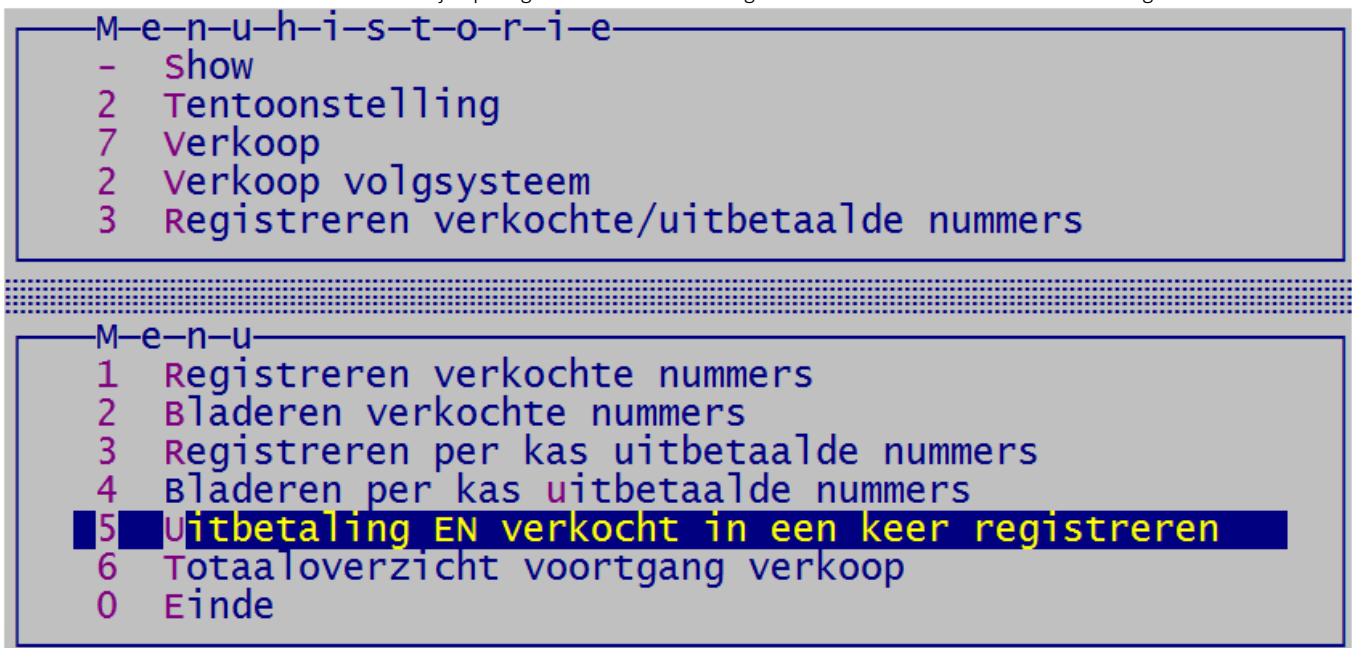 M-e-n-u-h-i-s-t-o-r-i-e
- Show
2 Tentoonstelling
7 Verkoop
2 Verkoop volgsysteem
3 Registreren verkochte/uitbetaalde nummers
M-e-n-u
1 Registreren verkochte nummers
2 Bladeren verkochte nummers
3 Registreren per kas uitbetaalde nummers
4 Bladeren per kas uitbetaalde nummers
5 Uitbetaling EN verkocht in een keer registreren
6 Totaaloverzicht voortgang verkoop
0 Einde